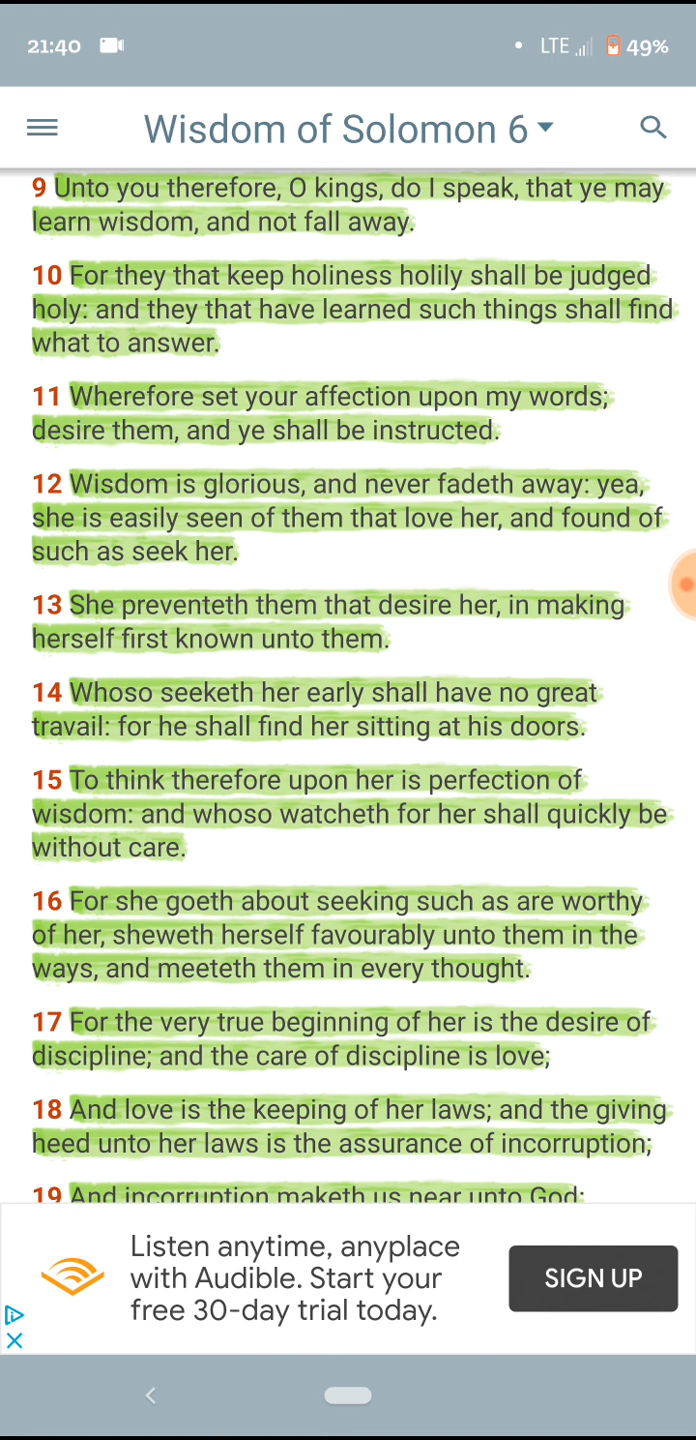 21:40 LTE 49%
Wisdom of Solomon 6
9 Unto you therefore, O kings, do I speak, that ye may
learn wisdom, and not fall away.
10 For they that keep holiness holily shall be judged
holy: and they that have learned such things shall find
what to answer.
11 Wherefore set your affection upon my words;
desire them, and ye shall be instructed.
12 Wisdom is glorious, and never fadeth away: yea,
she is easily seen of them that love her, and found of
such as seek her.
13 She preventeth them that desire her, in making
herself first known unto them.
14 Whoso seeketh her early shall have no great
travail: for he shall find her sitting at his doors.
15 To think therefore upon her is perfection of
wisdom: and whoso watcheth for her shall quickly be
without care.
16 For she goeth about seeking such as are worthy
of her, sheweth herself favourably unto them in the
ways, and meeteth them in every thought.
17 For the very true beginning of her is the desire of
discipline; and the care of discipline is love;
18 And love is the keeping of her laws; and the giving
heed unto her laws is the assurance of incorruption;
19 And incorruption maketh us near unto God:
Listen anytime, anyplace
with Audible. Start your
free 30-day trial today.
SIGN UP